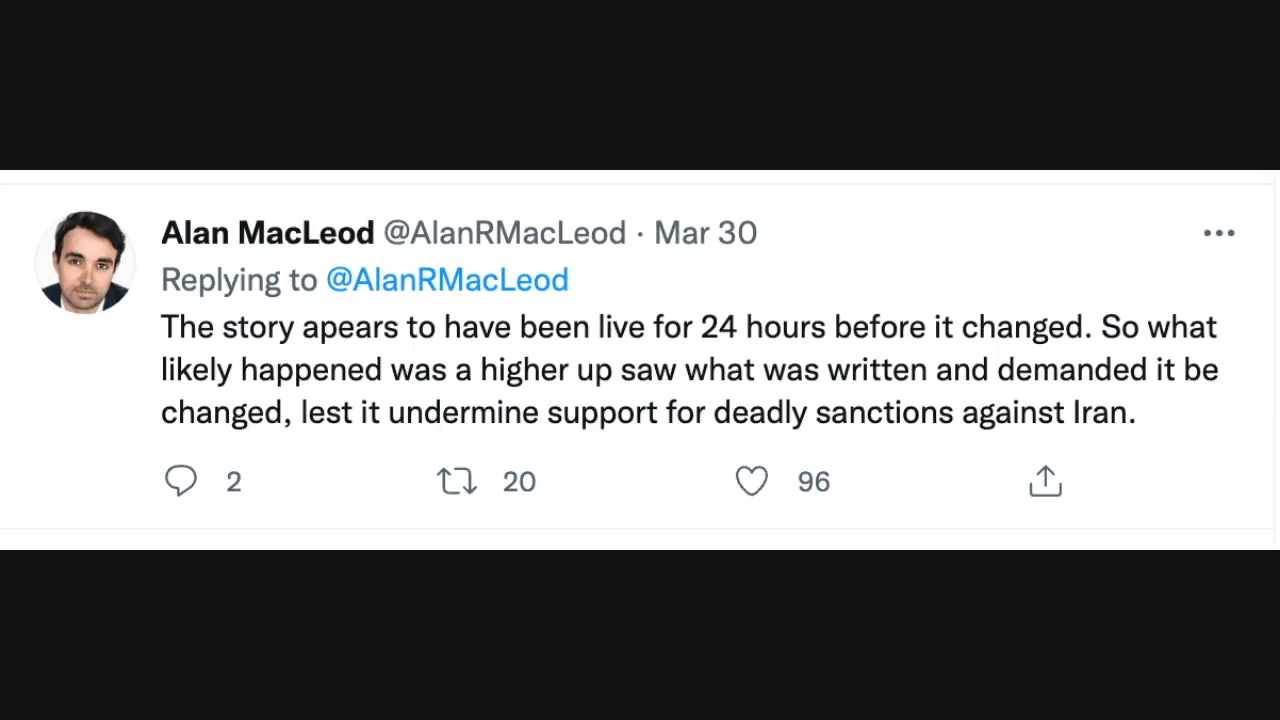 Alan MacLeod @AlanRMacLeod · Mar 30
Replying to @AlanRMacLeod
The story apears to have been live for 24 hours before it changed. So what
likely happened was a higher up saw what was written and demanded it be
changed, lest it undermine support for deadly sanctions against Iran.
2 20 96